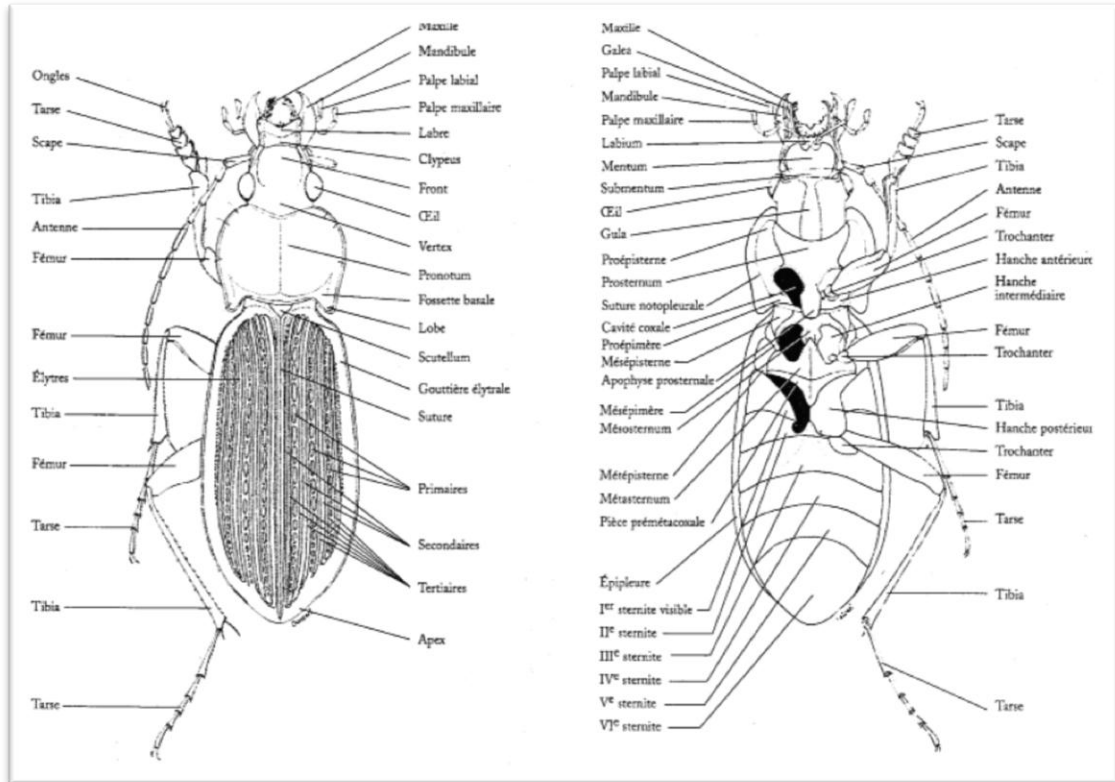 Maxille
Mandibule
Palpe labial
Palpe maxillaire
Labre
Clypeus
Front
Œil
Vertex
Pronotum
Fossette basale
Lobe
Scutellum
Gouttière élytrale
Suture
Primaires
Secondaires
Tertiaires
Apex
Ongles
Tarse
Scape
Tibia
Antenne
Fémur
Fémur
Élytres
Tibia
Fémur
Tarse
Tibia
Tarse
Maxille
Galea
Palpe labial
Mandibule
Palpe maxillaire
Labium
Mentum
Submentum
Œil
Gula
Proépisterne
Prosternum
Suture notopleurale
Cavité coxale
Proépimère
Mésépisterne
Apophyse prosternale
Mésépimère
Mésosternum
Métépisterne
Métasternum
Pièce prémétacoxale
Épipleure
Ier sternite visible
IIe sternite
IIIe sternite
IVe sternite
Ve sternite
VIe sternite
Tarse
Scape
Tibia
Antenne
Fémur
Trochanter
Hanche antérieure
Hanche
intermédiaire
Fémur
Trochanter
Tibia
Hanche postérieu
Trochanter
Fémur
Tarse
Tibia
Tarse